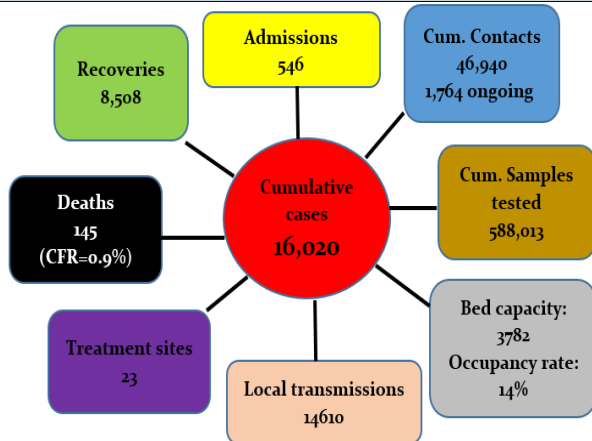 Admissions
546
Cum. Contacts
46,940
1,764 ongoing
Recoveries
8,508
Cumulative
cases
16,020
Cum. Samples
tested
588,013
Deaths
145
(CFR=0.9%)
Bed capacity:
3782
Occupancy rate:
14%
Treatment sites
23
Local transmissions
14610